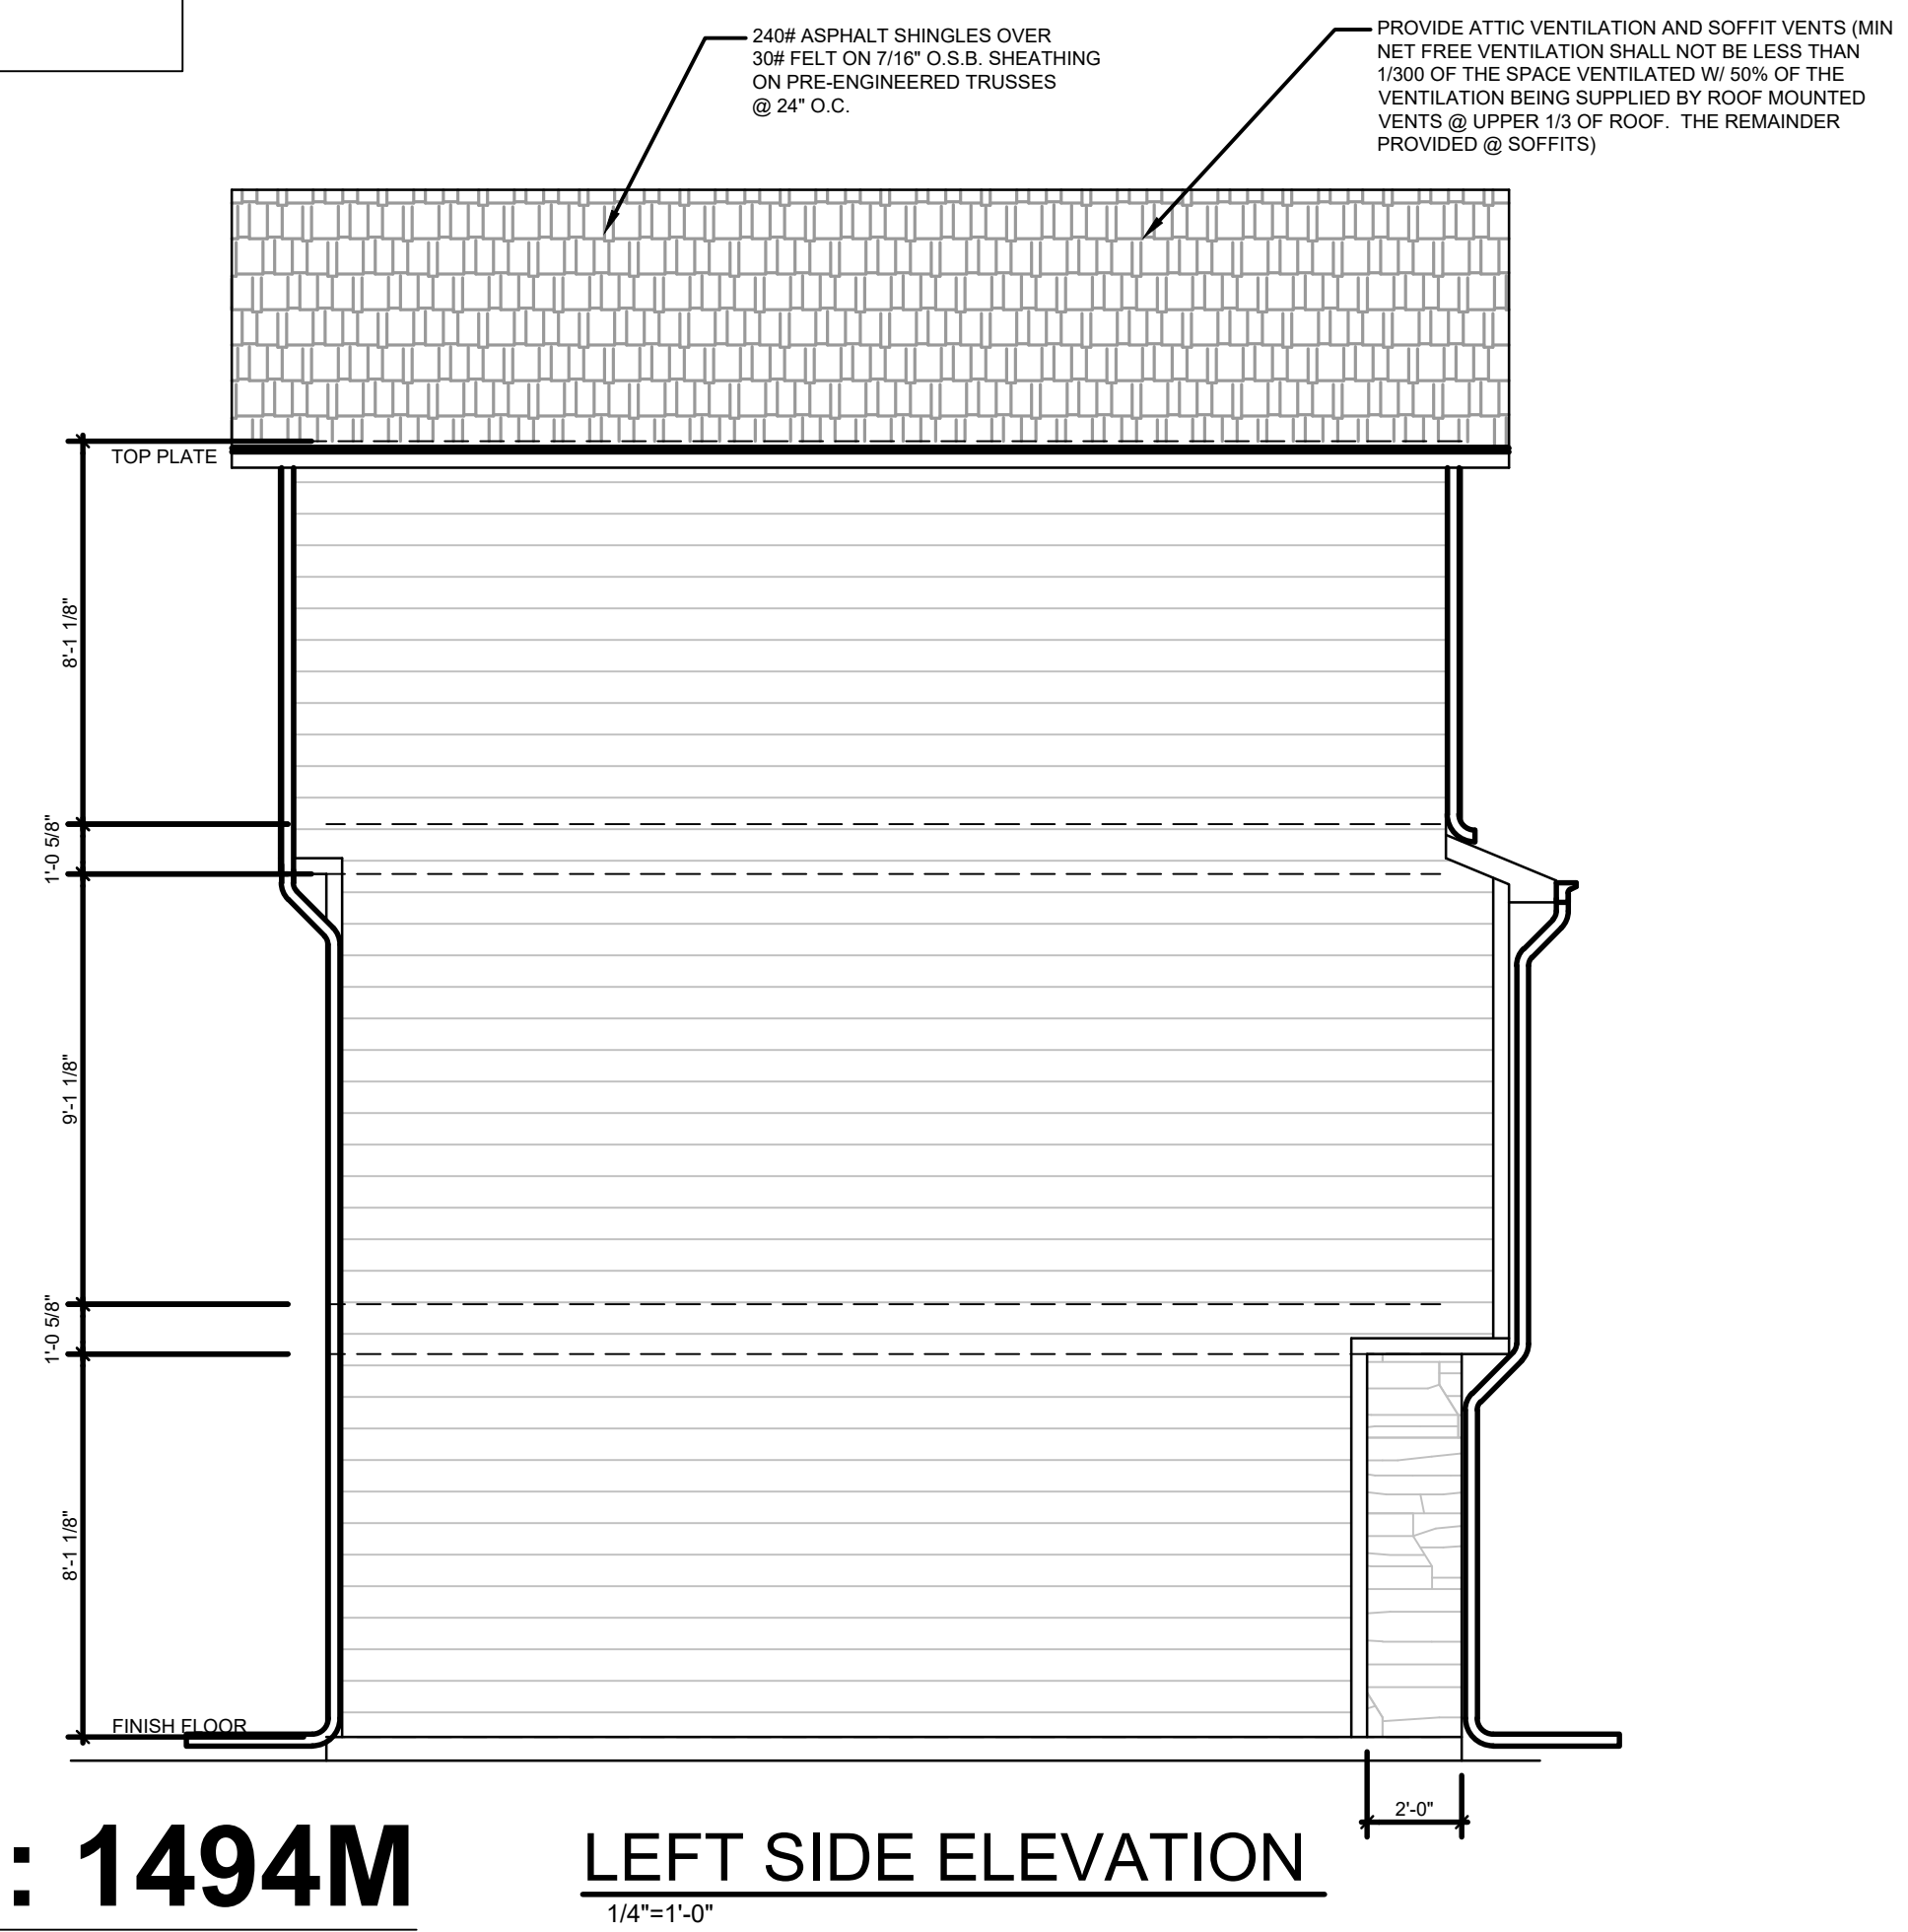 240# ASPHALT SHINGLES OVER
30# FELT ON 7/16" O.S.B. SHEATHING
ON PRE-ENGINEERED TRUSSES
@ 24" O.C.
PROVIDE ATTIC VENTILATION AND SOFFIT VENTS (MIN
NET FREE VENTILATION SHALL NOT BE LESS THAN
1/300 OF THE SPACE VENTILATED W/ 50% OF THE
VENTILATION BEING SUPPLIED BY ROOF MOUNTED
VENTS @ UPPER 1/3 OF ROOF. THE REMAINDER
PROVIDED @ SOFFITS)
TOP PLATE
8'-1 1/8"
1'-0 5/8"
9'-1 1/8"
1'-0 5/8"
8'-1 1/8"
FINISH FLOOR
2'-0"
: 1494M
LEFT SIDE ELEVATION
1/4"=1'-0"